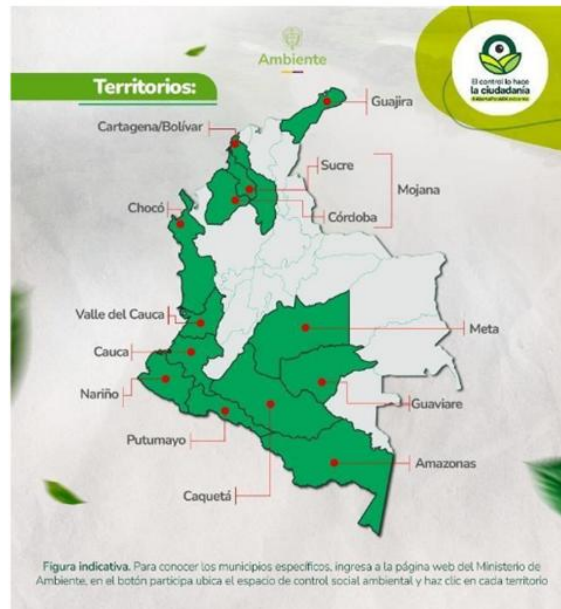 Ambiente
El control lo hace
la ciudadanía
Territorios:
Guajira
Cartagena/Bolívar
Sucre
Mojana
Chocó
Córdoba
Valle del Cauca
Meta
Cauca
Nariño
Guaviare
Putumayo
Amazonas
Caquetá
Figura indicativa. Para conocer los municipios específicos, ingresa a la página web del Ministerio de
Ambiente, en el botón participa ubica el espacio de control social ambiental y haz clic en cada territorio